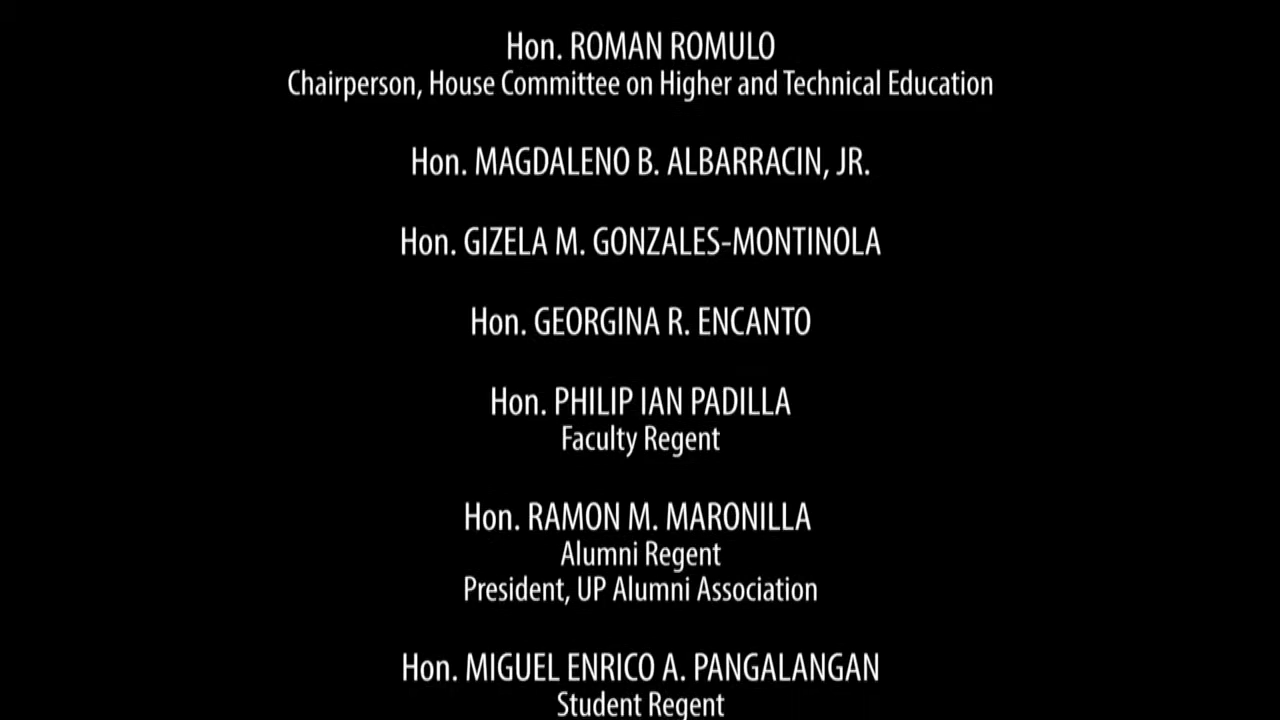 Hon. ROMAN ROMULO
Chairperson, House Committee on Higher and Technical Education
Hon. MAGDALENO B. ALBARRACIN, JR.
Hon. GIZELA M. GONZALES-MONTINOLA
Hon. GEORGINA R. ENCANTO
Hon. PHILIP IAN PADILLA
Faculty Regent
Hon. RAMON M. MARONILLA
Alumni Regent
President, UP Alumni Association
Hon. MIGUEL ENRICO A. PANGALANGAN
Student Regent